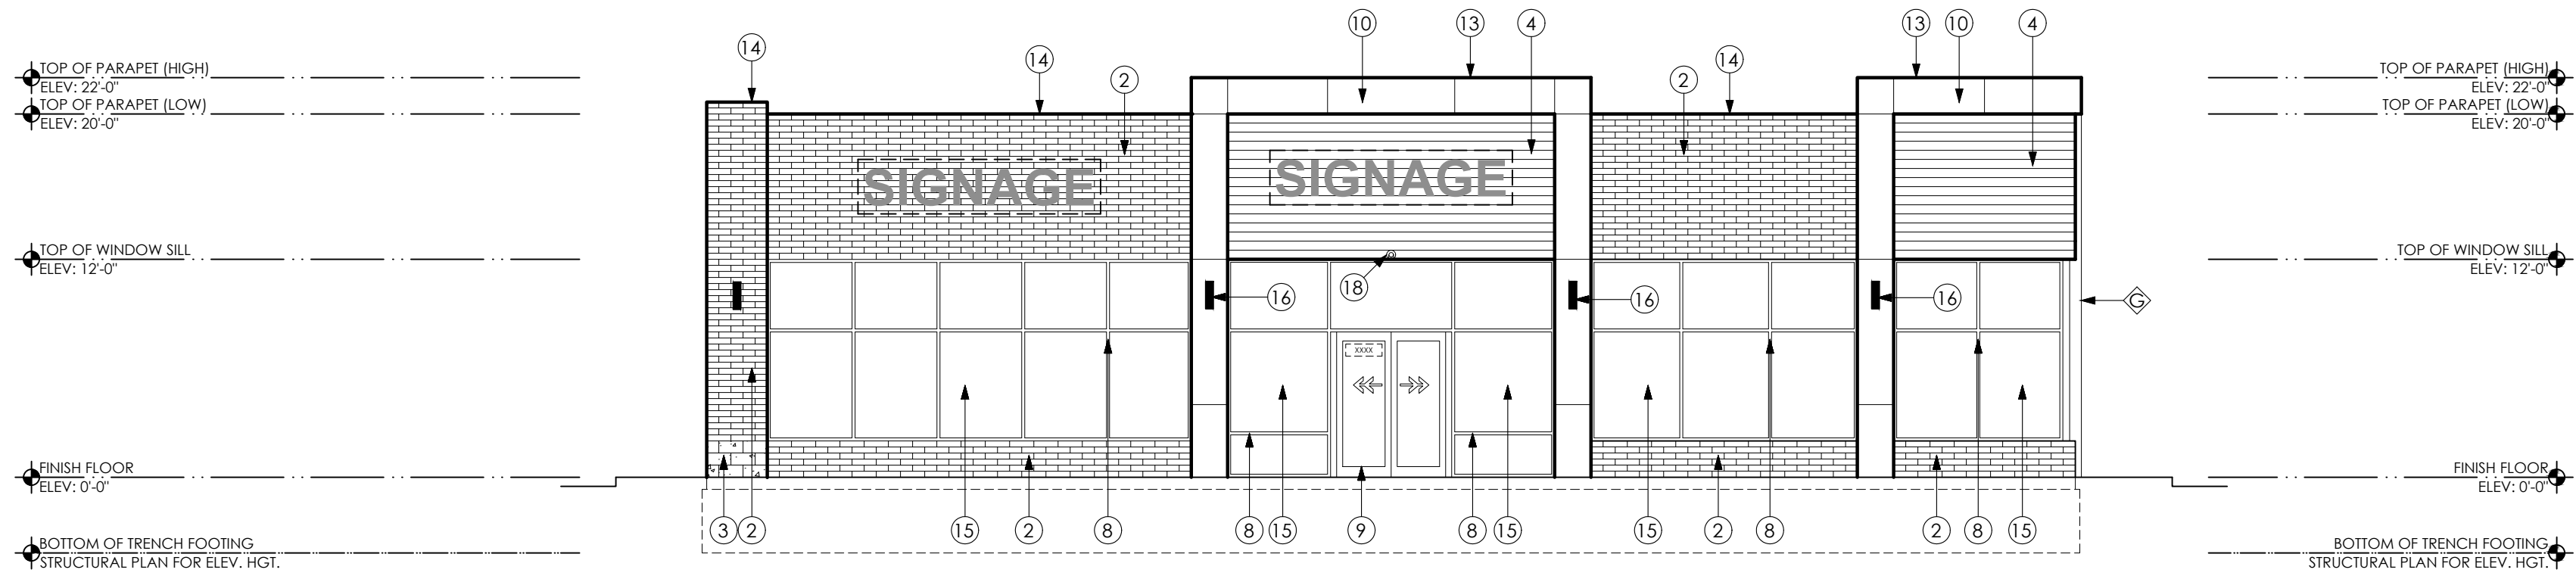 10
13
4
13
10
4
14
14
2
2
14
TOP OF PARAPET (HIGH)
ELEV: 22'-0"
TOP OF PARAPET (LOW)
ELEV: 20'-0"
TOP OF PARAPET (HIGH)
ELEV: 22'-0"
TOP OF PARAPET (LOW)
ELEV: 20'-0"
SIGNAGE
SIGNAGE
TOP OF WINDOW SILL
ELEV: 12'-0"
TOP OF WINDOW SILL
ELEV: 12'-0"
18
16
16
16
G
XXXX
FINISH FLOOR
ELEV: 0'-0"
FINISH FLOOR
ELEV: 0'-0"
3
2
15
2
8
8
15
9
8
15
15
2
8
2
8
15
BOTTOM OF TRENCH FOOTING
STRUCTURAL PLAN FOR ELEV. HGT.
BOTTOM OF TRENCH FOOTING
STRUCTURAL PLAN FOR ELEV. HGT.